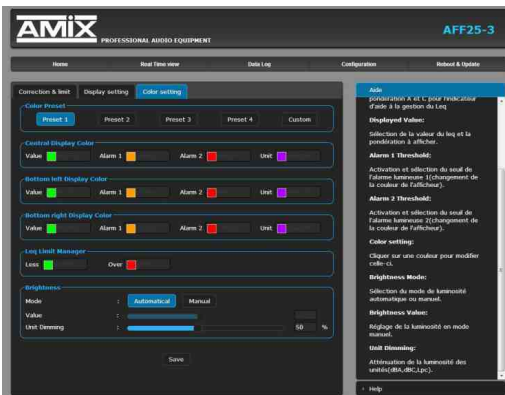 AMIX PROFESSIONAL AUDIO EQUIPMENT
AFF25-3
Home Real Time view Data Log Configuration Reboot & Update
Correction & limit Display setting Color setting
Color Preset
Preset 1 Preset 2 Preset 3 Preset 4 Custom
Central Display Color
Value Alarm 1 Alarm 2 Unit
Bottom left Display Color
Value Alarm 1 Alarm 2 Unit
Bottom right Display Color
Value Alarm 1 Alarm 2 Unit
Leq Limit Manager
Less Over
Brightness
Mode : Automatical Manual
Value :
Unit Dimming : 50 %
Save
Aide
pondération A et C pour l'indicateur
d'aide à la gestion du Leq
Displayed Value:
Sélection de la valeur du leq et la
pondération à afficher.
Alarm 1 Threshold:
Activation et sélection du seuil de
l'alarme lumineuse 1(changement de
la couleur de l'afficheur).
Alarm 2 Threshold:
Activation et sélection du seuil de
l'alarme lumineuse 2(changement de
la couleur de l'afficheur).
Color setting:
Cliquer sur une couleur pour modifier
celle-ci.
Brightness Mode:
Sélection du mode de luminosité
automatique ou manuel.
Brightness Value:
Réglage de la luminosité en mode
manuel.
Unit Dimming:
Atténuation de la luminosité des
unités(dBA,dBC,Lpc).
Help